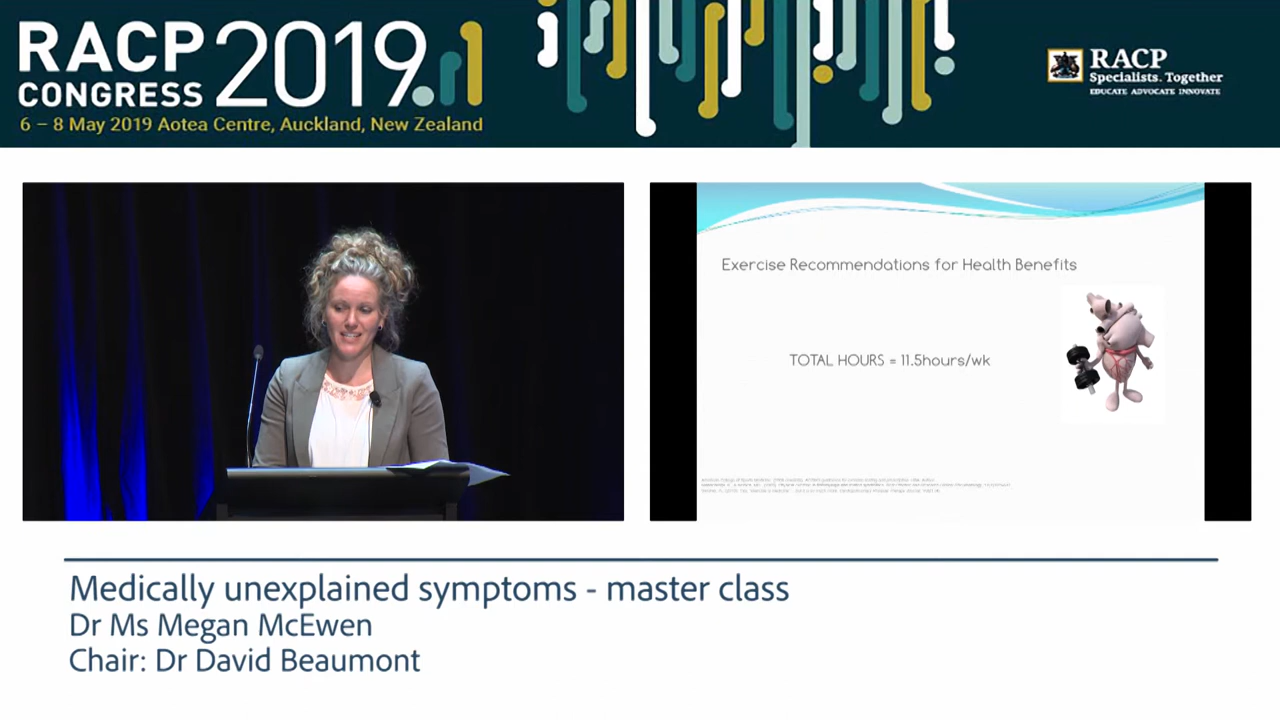 RACP
CONGRESS 2019
6 – 8 May 2019 Aotea Centre, Auckland, New Zealand
RACP
Specialists. Together
EDUCATE ADVOCATE INNOVATE
Exercise Recommendations for Health Benefits
TOTAL HOURS = 11.5hours/wk
Medically unexplained symptoms - master class
Dr Ms Megan McEwen
Chair: Dr David Beaumont